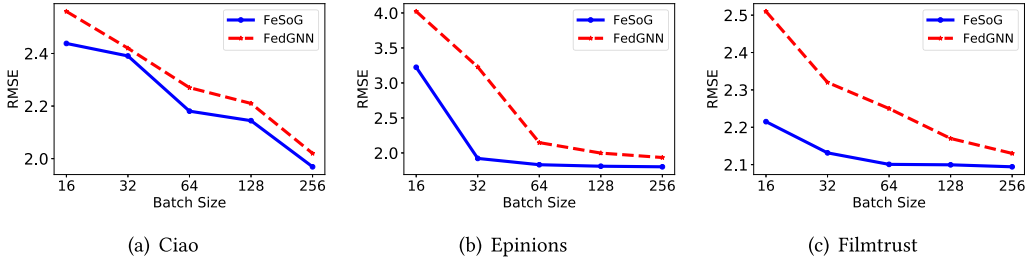 FeSoG
FedGNN
RMSE
2.4
2.2
2.0
16 32 64 128 256
Batch Size
(a) Ciao
FeSoG
FedGNN
RMSE
4.0
3.5
3.0
2.5
2.0
16 32 64 128 256
Batch Size
(b) Epinions
FeSoG
FedGNN
RMSE
2.5
2.4
2.3
2.2
2.1
16 32 64 128 256
Batch Size
(c) Filmtrust